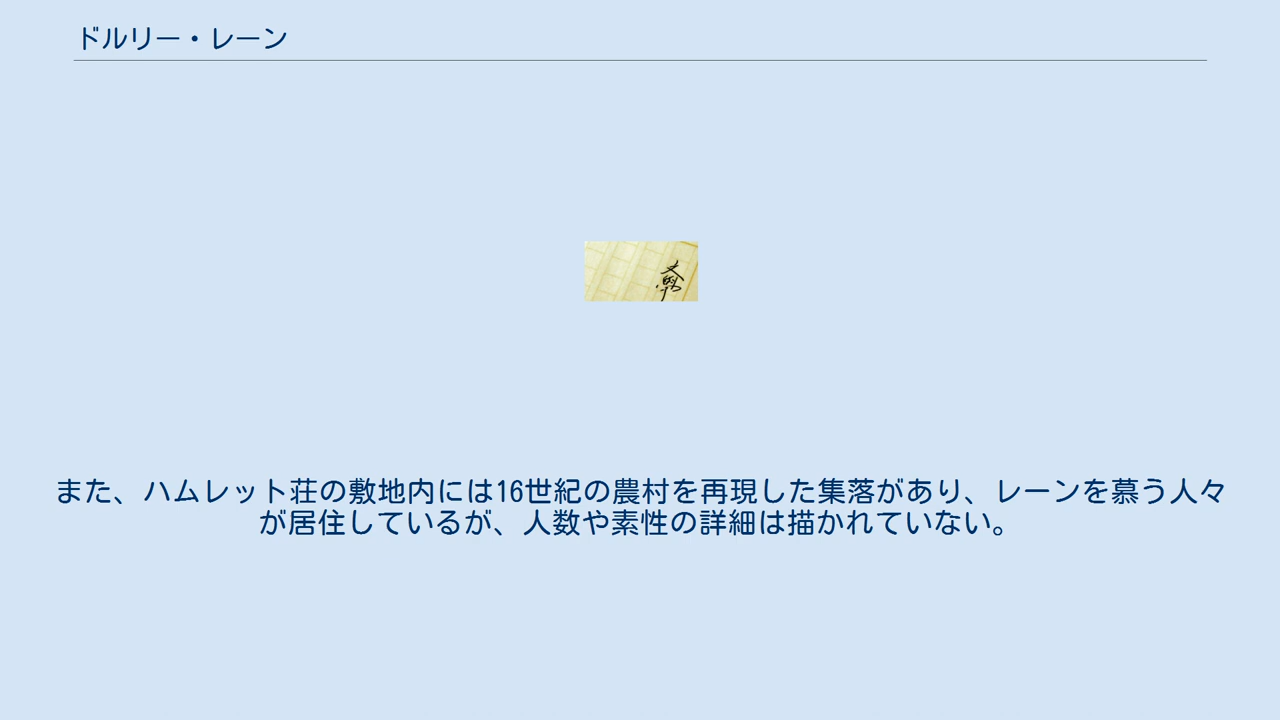 ドルリー・レーン
また、ハムレット荘の敷地内には16世紀の農村を再現した集落があり、レーンを慕う人々
が居住しているが、人数や素性の詳細は描かれていない。